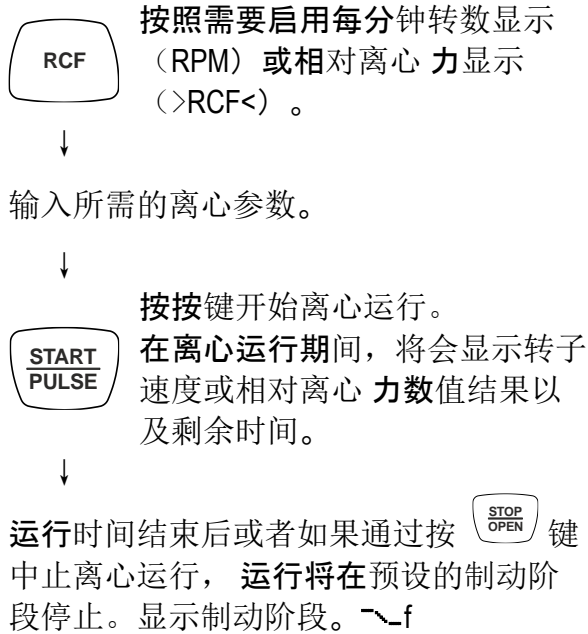 RCF
按照需要启用每分钟转数显示
（RPM）或相对离心 力显示
（>RCF<）。
↓
输入所需的离心参数。
↓
START
PULSE
按按键开始离心运行。
在离心运行期间，将会显示转子
速度或相对离心 力数值结果以
及剩余时间。
↓
运行时间结束后或者如果通过按 STOP OPEN 键
中止离心运行， 运行将在预设的制动阶
段停止。显示制动阶段。 f